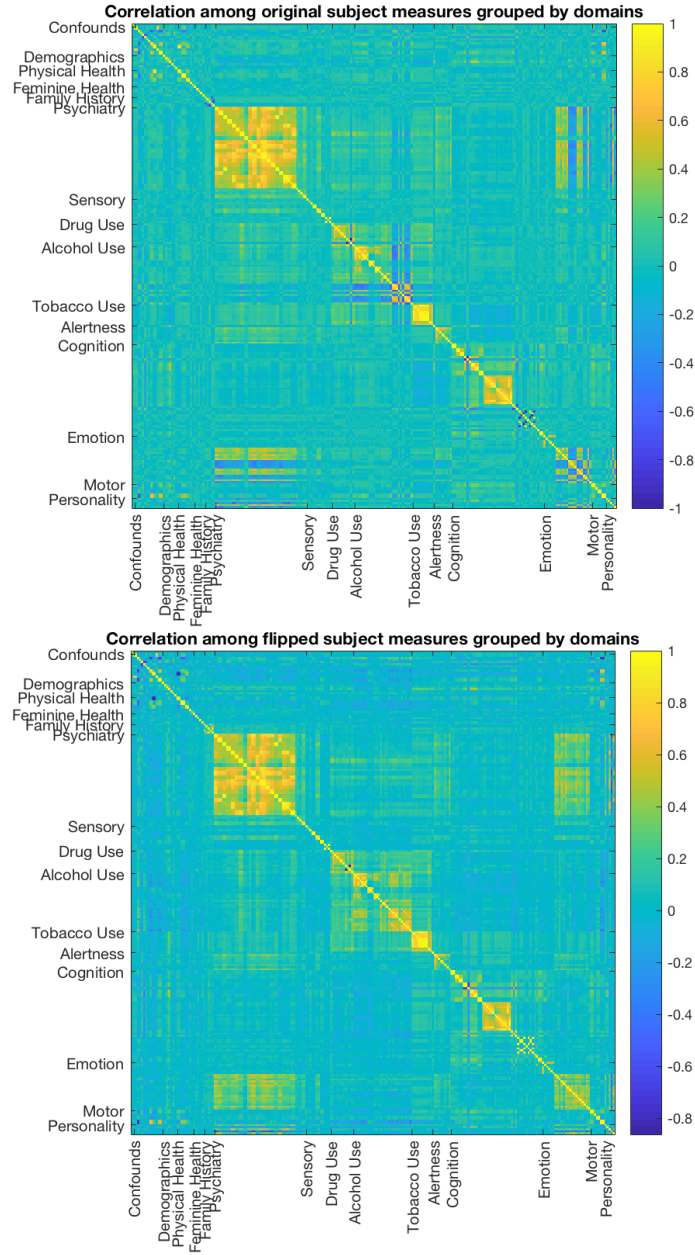 Correlation among original subject measures grouped by domains
Confounds
Demographics
Physical Health
Feminine Health
Family History
Psychiatry
Sensory
Drug Use
Alcohol Use
Tobacco Use
Alertness
Cognition
Emotion
Motor
Personality
1
0.8
0.6
0.4
0.2
0
-0.2
-0.4
-0.6
-0.8
-1
Confounds
Demographics
Physical Health
Feminine Health
Family History
Psychiatry
Sensory
Drug Use
Alcohol Use
Tobacco Use
Alertness
Cognition
Emotion
Motor
Personality
Correlation among flipped subject measures grouped by domains
Confounds
Demographics
Physical Health
Feminine Health
Family History
Psychiatry
Sensory
Drug Use
Alcohol Use
Tobacco Use
Alertness
Cognition
Emotion
Motor
Personality
1
0.8
0.6
0.4
0.2
0
-0.2
-0.4
-0.6
-0.8
Confounds
Demographics
Physical Health
Feminine Health
Family History
Psychiatry
Sensory
Drug Use
Alcohol Use
Tobacco Use
Alertness
Cognition
Emotion
Motor
Personality